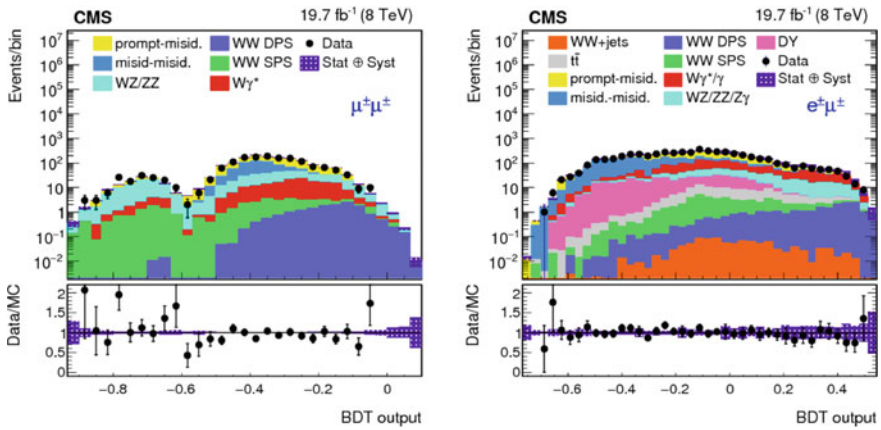 CMS 19.7 fb⁻¹ (8 TeV)
Events/bin
10⁷
10⁶
10⁵
10⁴
10³
10²
10
1
10⁻¹
10⁻²
prompt-misid. WW DPS Data
misid-misid. WW SPS Stat ⊕ Syst
WZ/ZZ Wγ*
μ±μ±
Data/MC
2
1.5
1
0.5
0
−0.8 −0.6 −0.4 −0.2 0
BDT output
CMS 19.7 fb⁻¹ (8 TeV)
Events/bin
10⁷
10⁶
10⁵
10⁴
10³
10²
10
1
10⁻¹
10⁻²
WW+jets WW DPS DY
tt̄ WW SPS Data
prompt-misid. Wγ*/γ Stat ⊕ Syst
misid.-misid. WZ/ZZ/Zγ
e±μ±
Data/MC
2
1.5
1
0.5
0
−0.6 −0.4 −0.2 0 0.2 0.4
BDT output